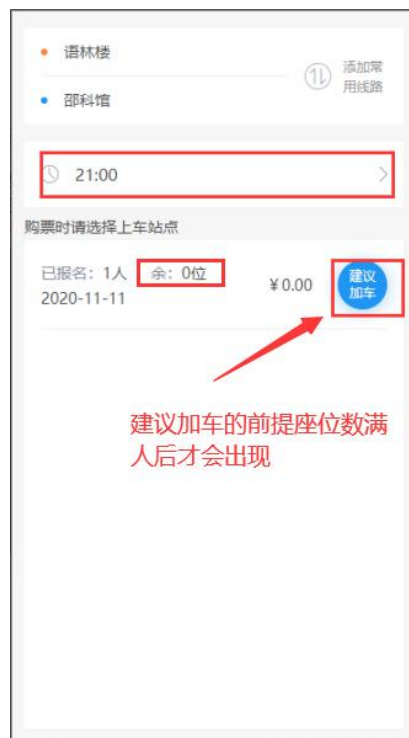 语林楼
添加常
用线路
邵科馆
21:00
购票时请选择上车站点
已报名：1人 余：0位
2020-11-11
¥0.00
建议
加车
建议加车的前提座位数满
人后才会出现